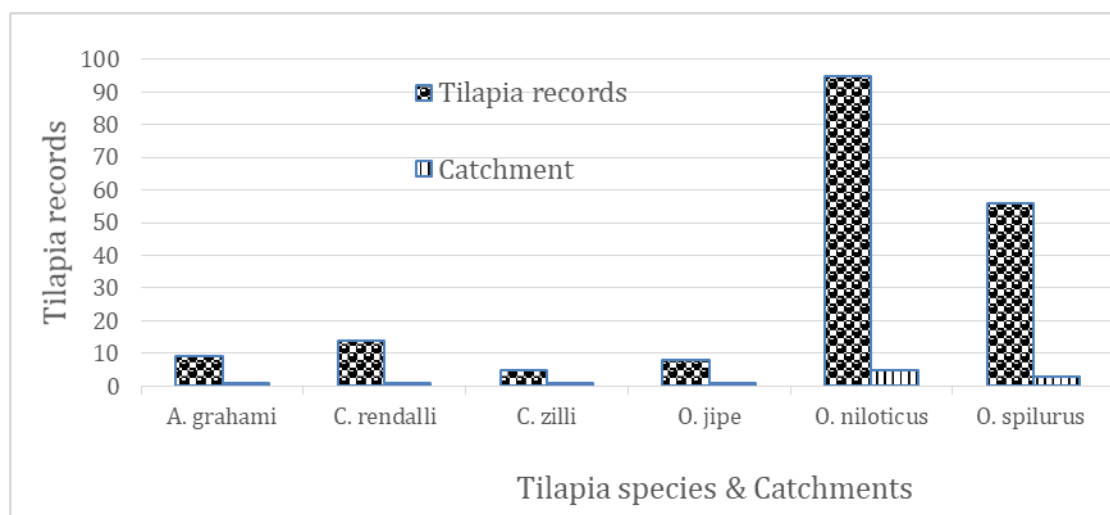 100
90
80
70
60
50
40
30
20
10
0
Tilapia records
Tilapia records
Catchment
A. grahami
C. rendalli
C. zilli
O. jipe
O. niloticus
O. spilurus
Tilapia species & Catchments